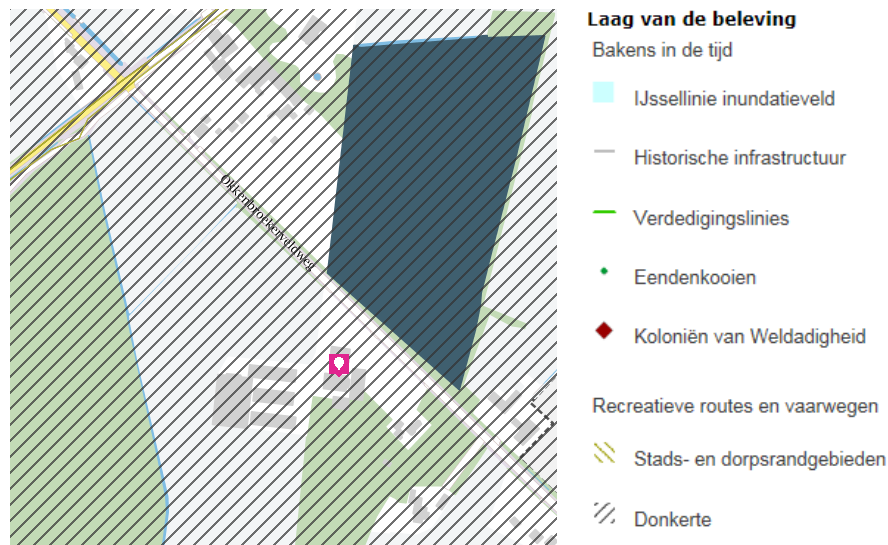 Okkenbroekerveldweg
Laag van de beleving
Bakens in de tijd
IJssellinie inundatieveld
Historische infrastructuur
Verdedigingslinies
Eendenkooien
Koloniën van Weldadigheid
Recreatieve routes en vaarwegen
Stads- en dorpsrandgebieden
Donkerte